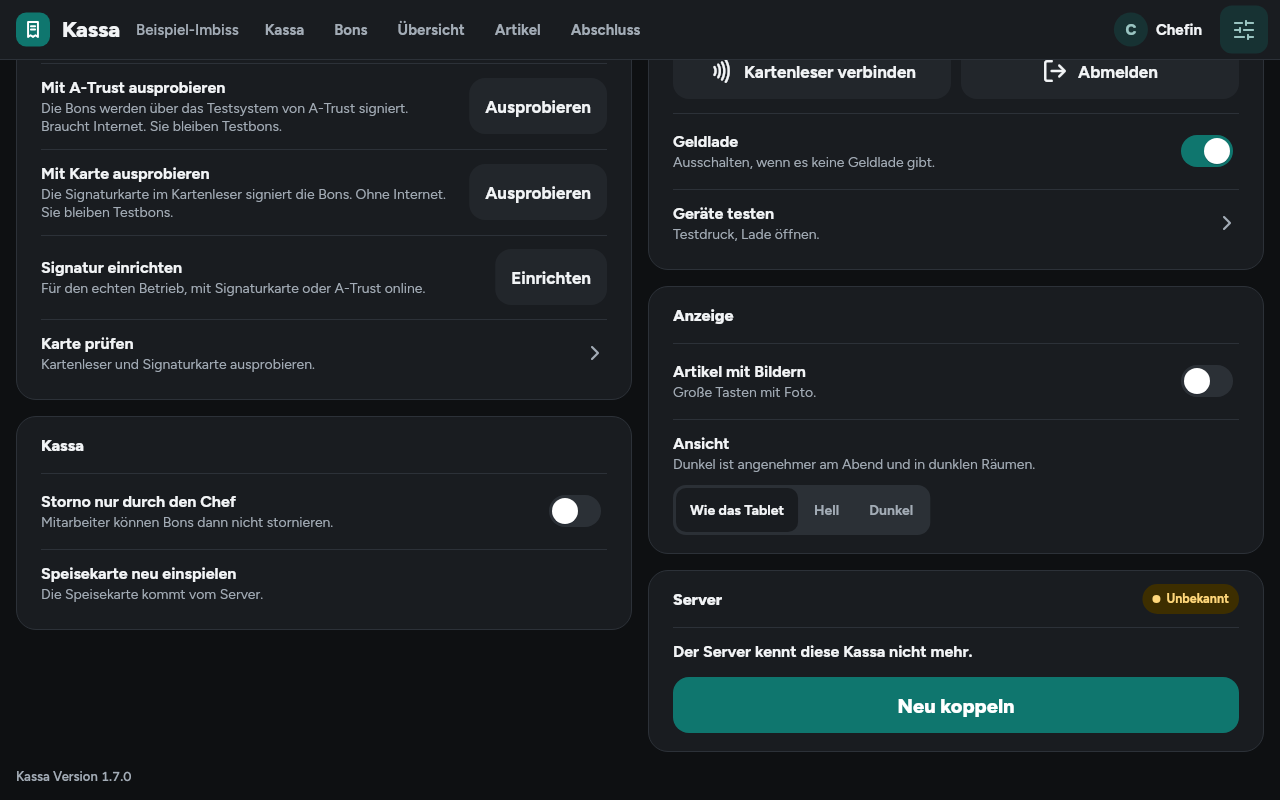 Kassa
Beispiel-Imbiss
Kassa
Bons
Übersicht
Artikel
Abschluss
C
Chefin
Mit A-Trust ausprobieren
Die Bons werden über das Testsystem von A-Trust signiert.
Braucht Internet. Sie bleiben Testbons.
Ausprobieren
Mit Karte ausprobieren
Die Signaturkarte im Kartenleser signiert die Bons. Ohne Internet.
Sie bleiben Testbons.
Ausprobieren
Signatur einrichten
Für den echten Betrieb, mit Signaturkarte oder A-Trust online.
Einrichten
Karte prüfen
Kartenleser und Signaturkarte ausprobieren.
Kassa
Storno nur durch den Chef
Mitarbeiter können Bons dann nicht stornieren.
Speisekarte neu einspielen
Die Speisekarte kommt vom Server.
Kartenleser verbinden
Abmelden
Geldlade
Ausschalten, wenn es keine Geldlade gibt.
Geräte testen
Testdruck, Lade öffnen.
Anzeige
Artikel mit Bildern
Große Tasten mit Foto.
Ansicht
Dunkel ist angenehmer am Abend und in dunklen Räumen.
Wie das Tablet
Hell
Dunkel
Server
Unbekannt
Der Server kennt diese Kassa nicht mehr.
Neu koppeln
Kassa Version 1.7.0